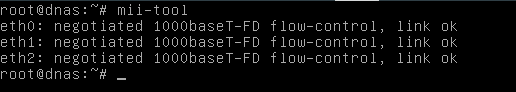 root@dnas:~# mii-tool
eth0: negotiated 1000baseT-FD flow-control, link ok
eth1: negotiated 1000baseT-FD flow-control, link ok
eth2: negotiated 1000baseT-FD flow-control, link ok
root@dnas:~# _